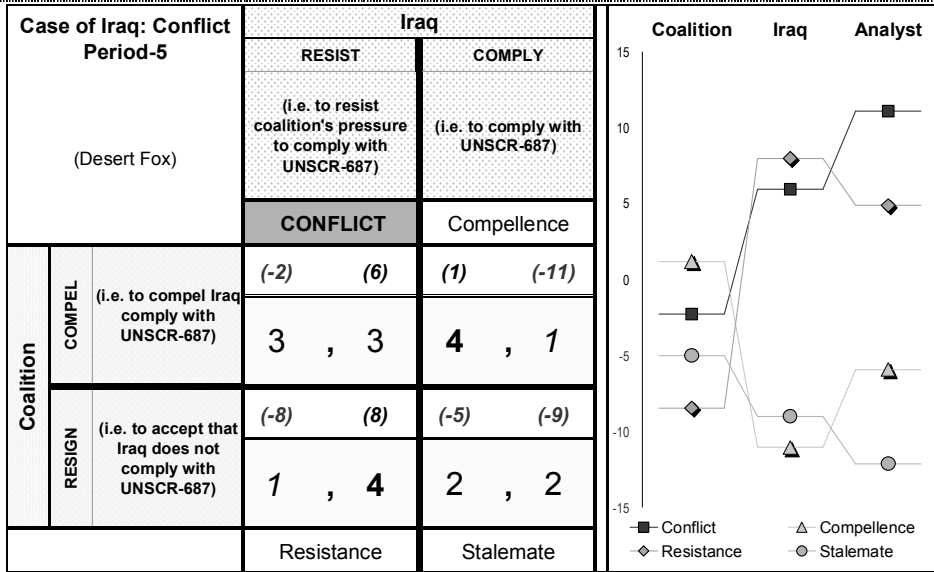 Case of Iraq: Conflict
Period-5
(Desert Fox)
Iraq
RESIST
COMPLY
(i.e. to resist
coalition's pressure
to comply with
UNSCR-687)
(i.e. to comply with
UNSCR-687)
CONFLICT
Compellence
Coalition
COMPEL
(i.e. to compel Iraq
comply with
UNSCR-687)
(-2) (6) (1) (-11)
3 , 3 4 , 1
RESIGN
(i.e. to accept that
Iraq does not
comply with
UNSCR-687)
(-8) (8) (-5) (-9)
1 , 4 2 , 2
Resistance
Stalemate
Coalition Iraq Analyst
15
10
5
0
-5
-10
-15
Conflict
Compellence
Resistance
Stalemate